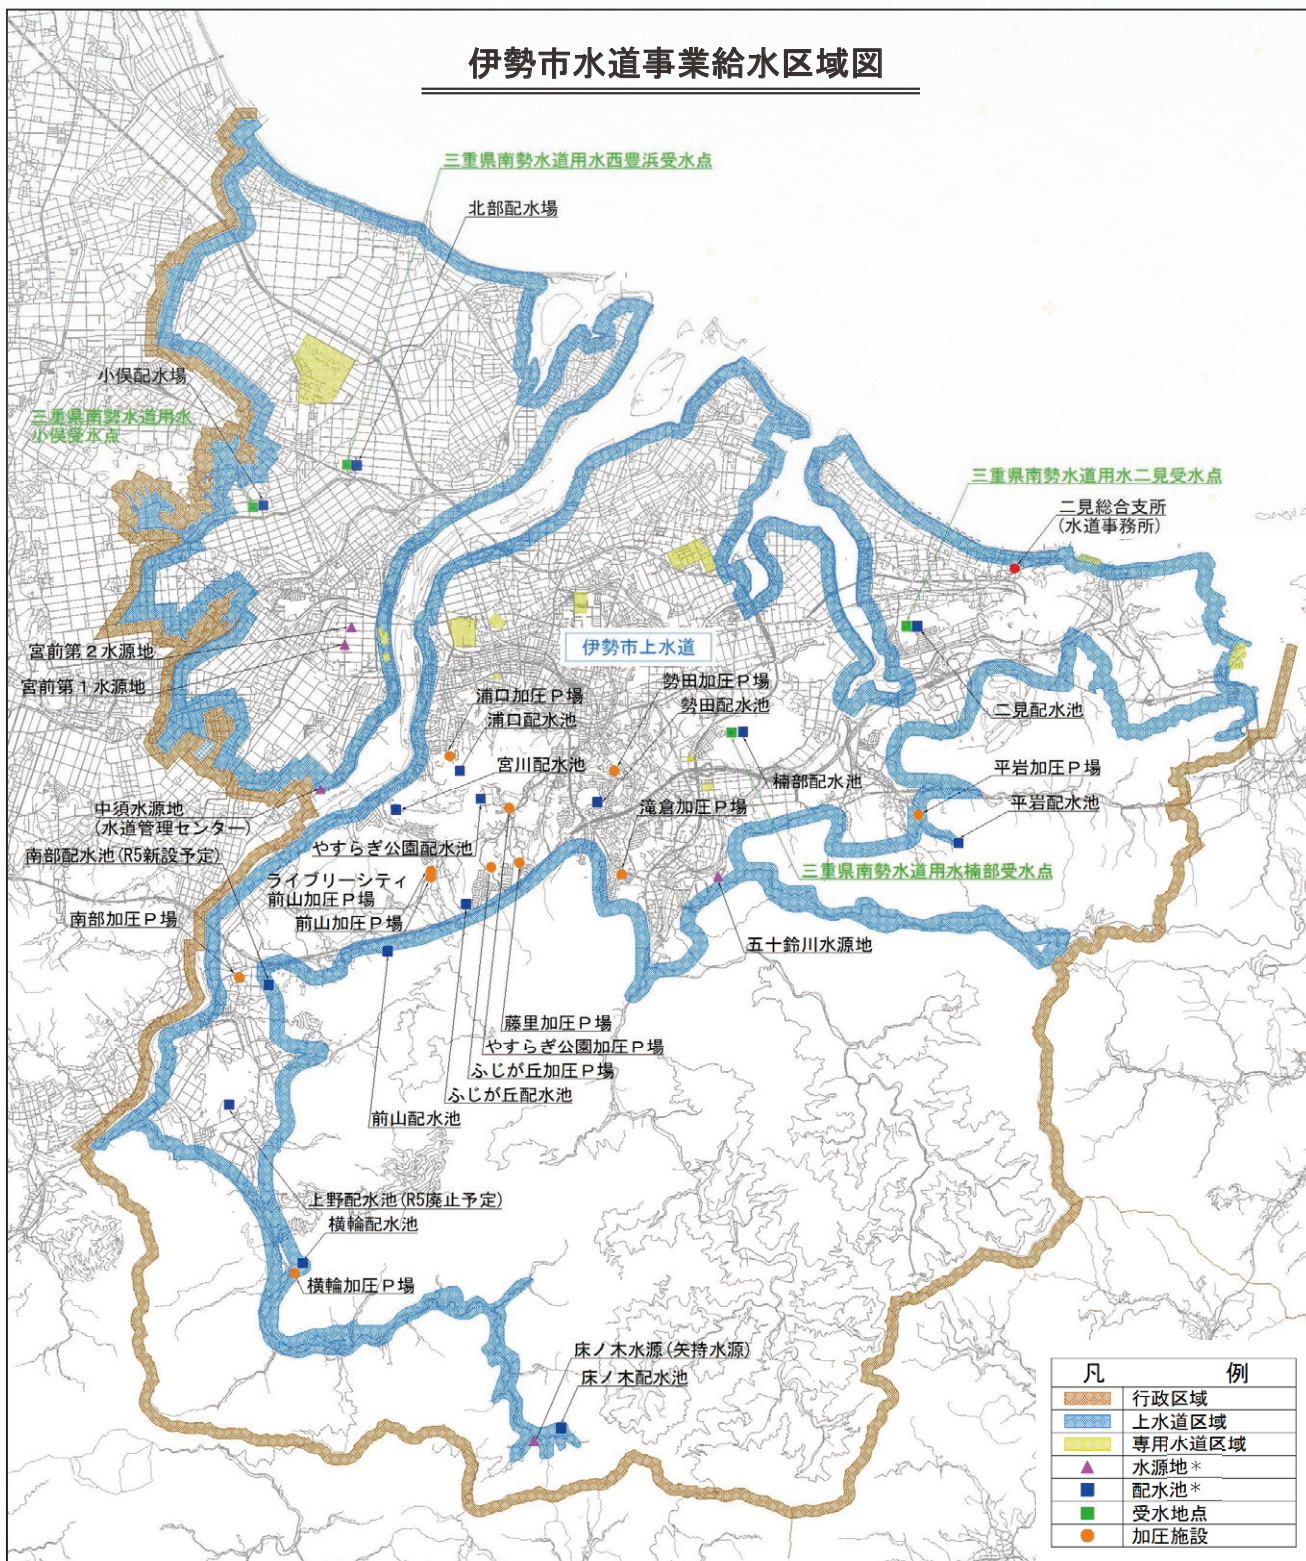 伊勢市水道事業給水区域図
三重県南勢水道用水西豊浜受水点
北部配水場
小俣配水場
三重県南勢水道用水
小俣受水点
三重県南勢水道用水二見受水点
二見総合支所
(水道事務所)
伊勢市上水道
宮前第2水源地
宮前第1水源地
浦口加圧P場
浦口配水池
勢田加圧P場
勢田配水池
二見配水池
宮川配水池
楠部配水池
平岩加圧P場
平岩配水池
中須水源地
(水道管理センター)
滝倉加圧P場
南部配水池(R5新設予定)
やすらぎ公園配水池
三重県南勢水道用水楠部受水点
ライブリーシティ
前山加圧P場
前山加圧P場
南部加圧P場
五十鈴川水源地
藤里加圧P場
やすらぎ公園加圧P場
ふじが丘加圧P場
ふじが丘配水池
前山配水池
上野配水池(R5廃止予定)
横輪配水池
横輪加圧P場
床ノ木水源(矢持水源)
床ノ木配水池
凡 例
行政区域
上水道区域
専用水道区域
水源地*
配水池*
受水地点
加圧施設